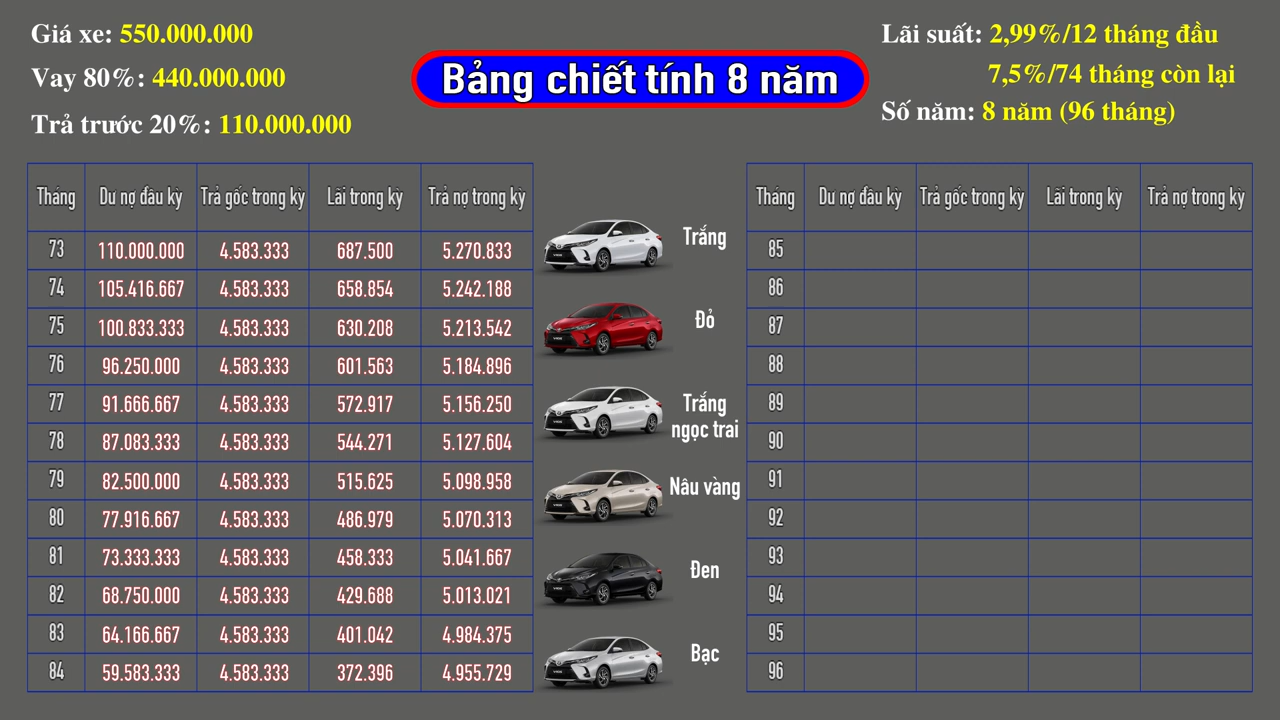 Giá xe: 550.000.000
Vay 80%: 440.000.000
Trả trước 20%: 110.000.000
Bảng chiết tính 8 năm
Lãi suất: 2,99%/12 tháng đầu
7,5%/74 tháng còn lại
Số năm: 8 năm (96 tháng)
Tháng Dư nợ đầu kỳ Trả gốc trong kỳ Lãi trong kỳ Trả nợ trong kỳ
73 110.000.000 4.583.333 687.500 5.270.833
74 105.416.667 4.583.333 658.854 5.242.188
75 100.833.333 4.583.333 630.208 5.213.542
76 96.250.000 4.583.333 601.563 5.184.896
77 91.666.667 4.583.333 572.917 5.156.250
78 87.083.333 4.583.333 544.271 5.127.604
79 82.500.000 4.583.333 515.625 5.098.958
80 77.916.667 4.583.333 486.979 5.070.313
81 73.333.333 4.583.333 458.333 5.041.667
82 68.750.000 4.583.333 429.688 5.013.021
83 64.166.667 4.583.333 401.042 4.984.375
84 59.583.333 4.583.333 372.396 4.955.729
Trắng
Đỏ
Trắng
ngọc trai
Nâu vàng
Đen
Bạc
Tháng Dư nợ đầu kỳ Trả gốc trong kỳ Lãi trong kỳ Trả nợ trong kỳ
85
86
87
88
89
90
91
92
93
94
95
96